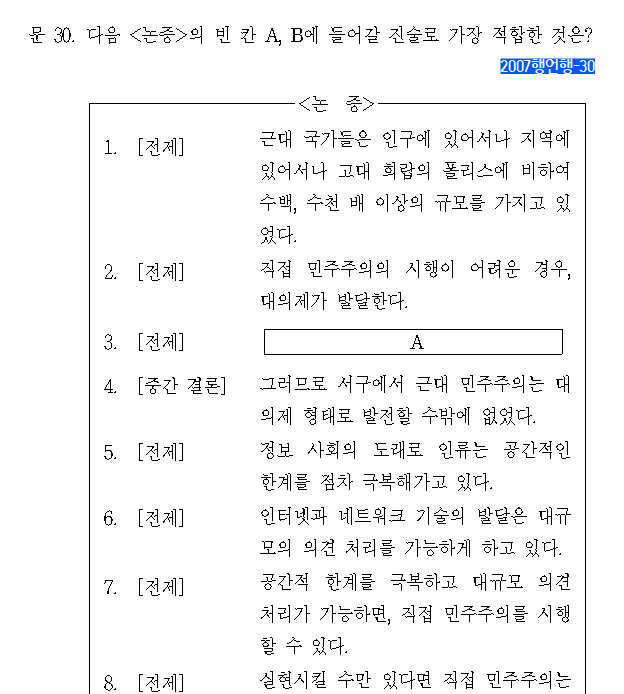 문 30. 다음 <논증>의 빈 칸 A, B에 들어갈 진술로 가장 적합한 것은?
2007행언행-30
<논 증>
1. [전제] 근대 국가들은 인구에 있어서나 지역에
있어서나 고대 희랍의 폴리스에 비하여
수백, 수천 배 이상의 규모를 가지고 있
었다.
2. [전제] 직접 민주주의의 시행이 어려운 경우,
대의제가 발달한다.
3. [전제] A
4. [중간 결론] 그러므로 서구에서 근대 민주주의는 대
의제 형태로 발전할 수밖에 없었다.
5. [전제] 정보 사회의 도래로 인류는 공간적인
한계를 점차 극복해가고 있다.
6. [전제] 인터넷과 네트워크 기술의 발달은 대규
모의 의견 처리를 가능하게 하고 있다.
7. [전제] 공간적 한계를 극복하고 대규모 의견
처리가 가능하면, 직접 민주주의를 시행
할 수 있다.
8. [전제] 실현시킬 수만 있다면 직접 민주주의는